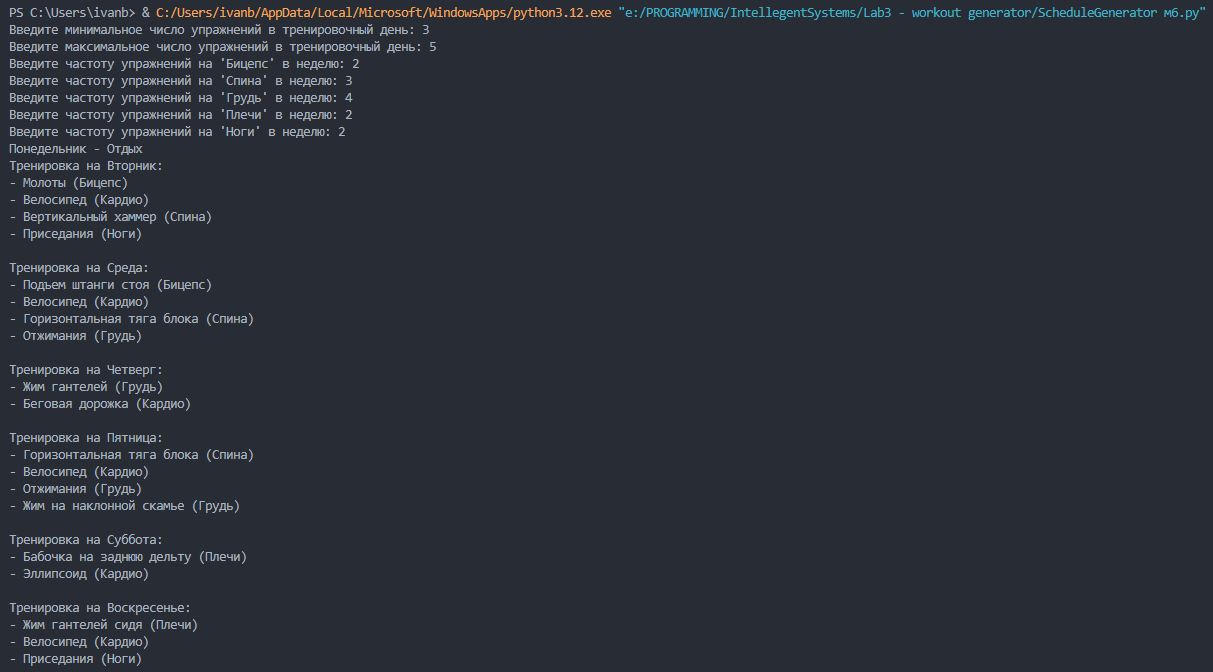 PS C:\Users\ivanb> & C:/Users/ivanb/AppData/Local/Microsoft/WindowsApps/python3.12.exe "e:/PROGRAMMING/IntellegentSystems/Lab3 - workout generator/ScheduleGenerator м6.py"
Введите минимальное число упражнений в тренировочный день: 3
Введите максимальное число упражнений в тренировочный день: 5
Введите частоту упражнений на 'Бицепс' в неделю: 2
Введите частоту упражнений на 'Спина' в неделю: 3
Введите частоту упражнений на 'Грудь' в неделю: 4
Введите частоту упражнений на 'Плечи' в неделю: 2
Введите частоту упражнений на 'Ноги' в неделю: 2
Понедельник - Отдых
Тренировка на Вторник:
- Молоты (Бицепс)
- Велосипед (Кардио)
- Вертикальный хаммер (Спина)
- Приседания (Ноги)
Тренировка на Среда:
- Подъем штанги стоя (Бицепс)
- Велосипед (Кардио)
- Горизонтальная тяга блока (Спина)
- Отжимания (Грудь)
Тренировка на Четверг:
- Жим гантелей (Грудь)
- Беговая дорожка (Кардио)
Тренировка на Пятница:
- Горизонтальная тяга блока (Спина)
- Велосипед (Кардио)
- Отжимания (Грудь)
- Жим на наклонной скамье (Грудь)
Тренировка на Суббота:
- Бабочка на заднюю дельту (Плечи)
- Эллипсоид (Кардио)
Тренировка на Воскресенье:
- Жим гантелей сидя (Плечи)
- Велосипед (Кардио)
- Приседания (Ноги)